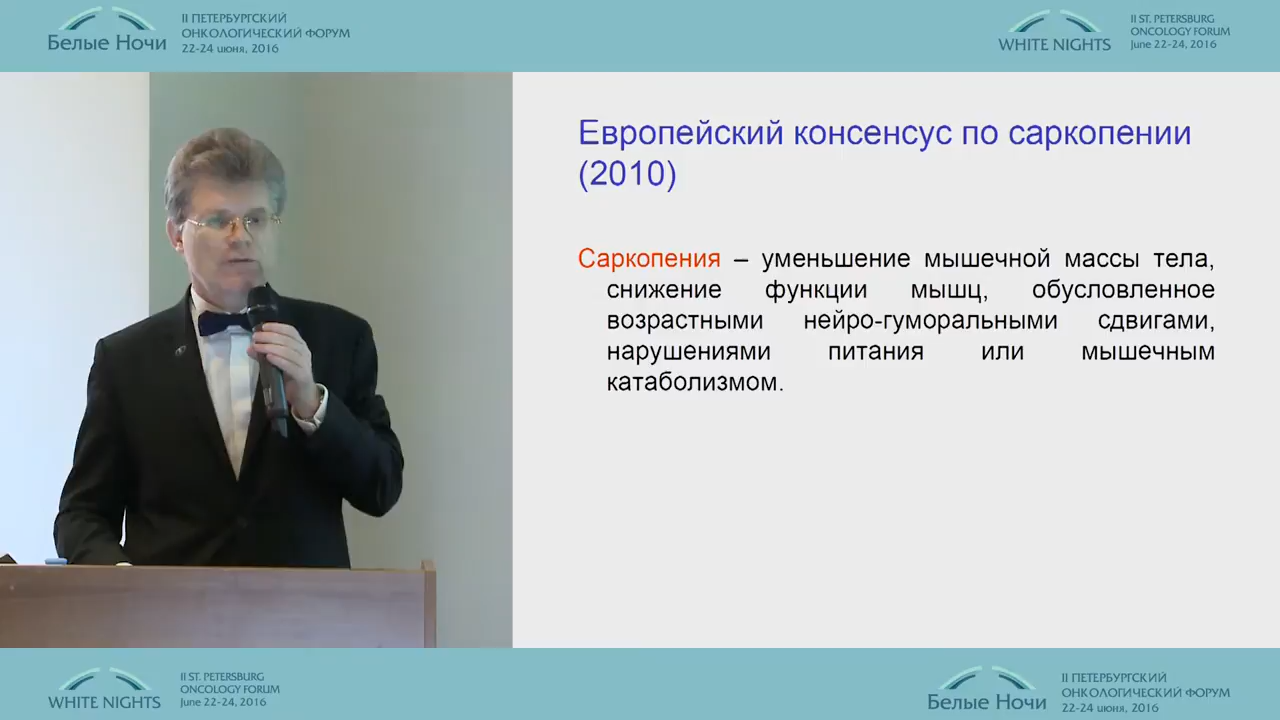 Белые Ночи
II ПЕТЕРБУРГСКИЙ
ОНКОЛОГИЧЕСКИЙ ФОРУМ
22-24 июня, 2016
WHITE NIGHTS
II ST. PETERSBURG
ONCOLOGY FORUM
June 22-24, 2016
Европейский консенсус по саркопении
(2010)
Саркопения – уменьшение мышечной массы тела,
снижение функции мышц, обусловленное
возрастными нейро-гуморальными сдвигами,
нарушениями питания или мышечным
катаболизмом.
WHITE NIGHTS
II ST. PETERSBURG
ONCOLOGY FORUM
June 22-24, 2016
Белые Ночи
II ПЕТЕРБУРГСКИЙ
ОНКОЛОГИЧЕСКИЙ ФОРУМ
22-24 июня, 2016